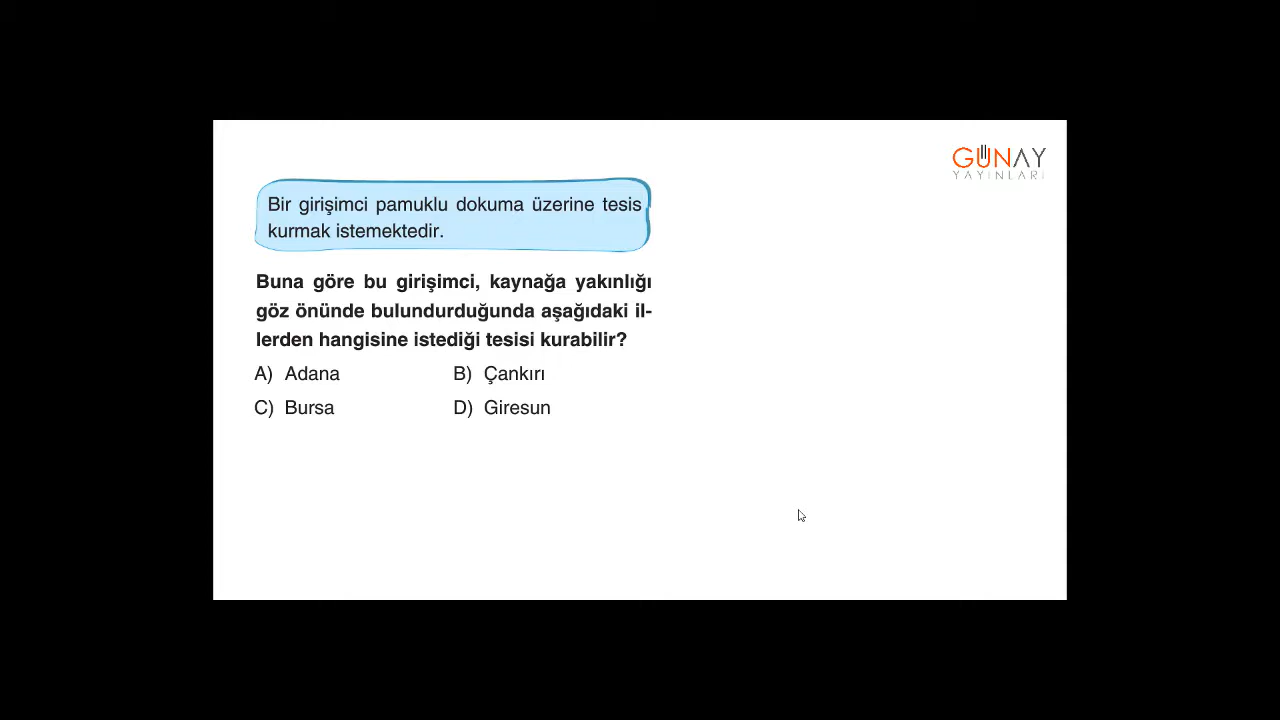 GÜNAY
YAYINLARI
Bir girişimci pamuklu dokuma üzerine tesis
kurmak istemektedir.
Buna göre bu girişimci, kaynağa yakınlığı
göz önünde bulundurduğunda aşağıdaki il-
lerden hangisine istediği tesisi kurabilir?
A) Adana B) Çankırı
C) Bursa D) Giresun